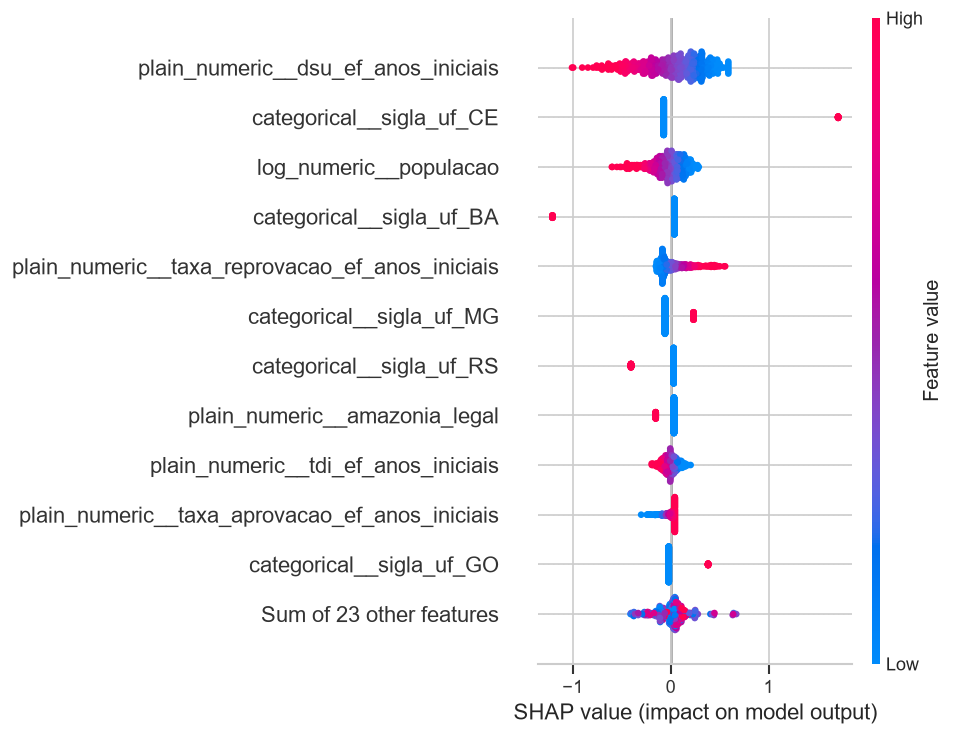 High
plain_numeric__dsu_ef_anos_iniciais
categorical__sigla_uf_CE
log_numeric__populacao
categorical__sigla_uf_BA
plain_numeric__taxa_reprovacao_ef_anos_iniciais
categorical__sigla_uf_MG
categorical__sigla_uf_RS
plain_numeric__amazonia_legal
plain_numeric__tdi_ef_anos_iniciais
plain_numeric__taxa_aprovacao_ef_anos_iniciais
categorical__sigla_uf_GO
Sum of 23 other features
Feature value
Low
−1 0 1
SHAP value (impact on model output)